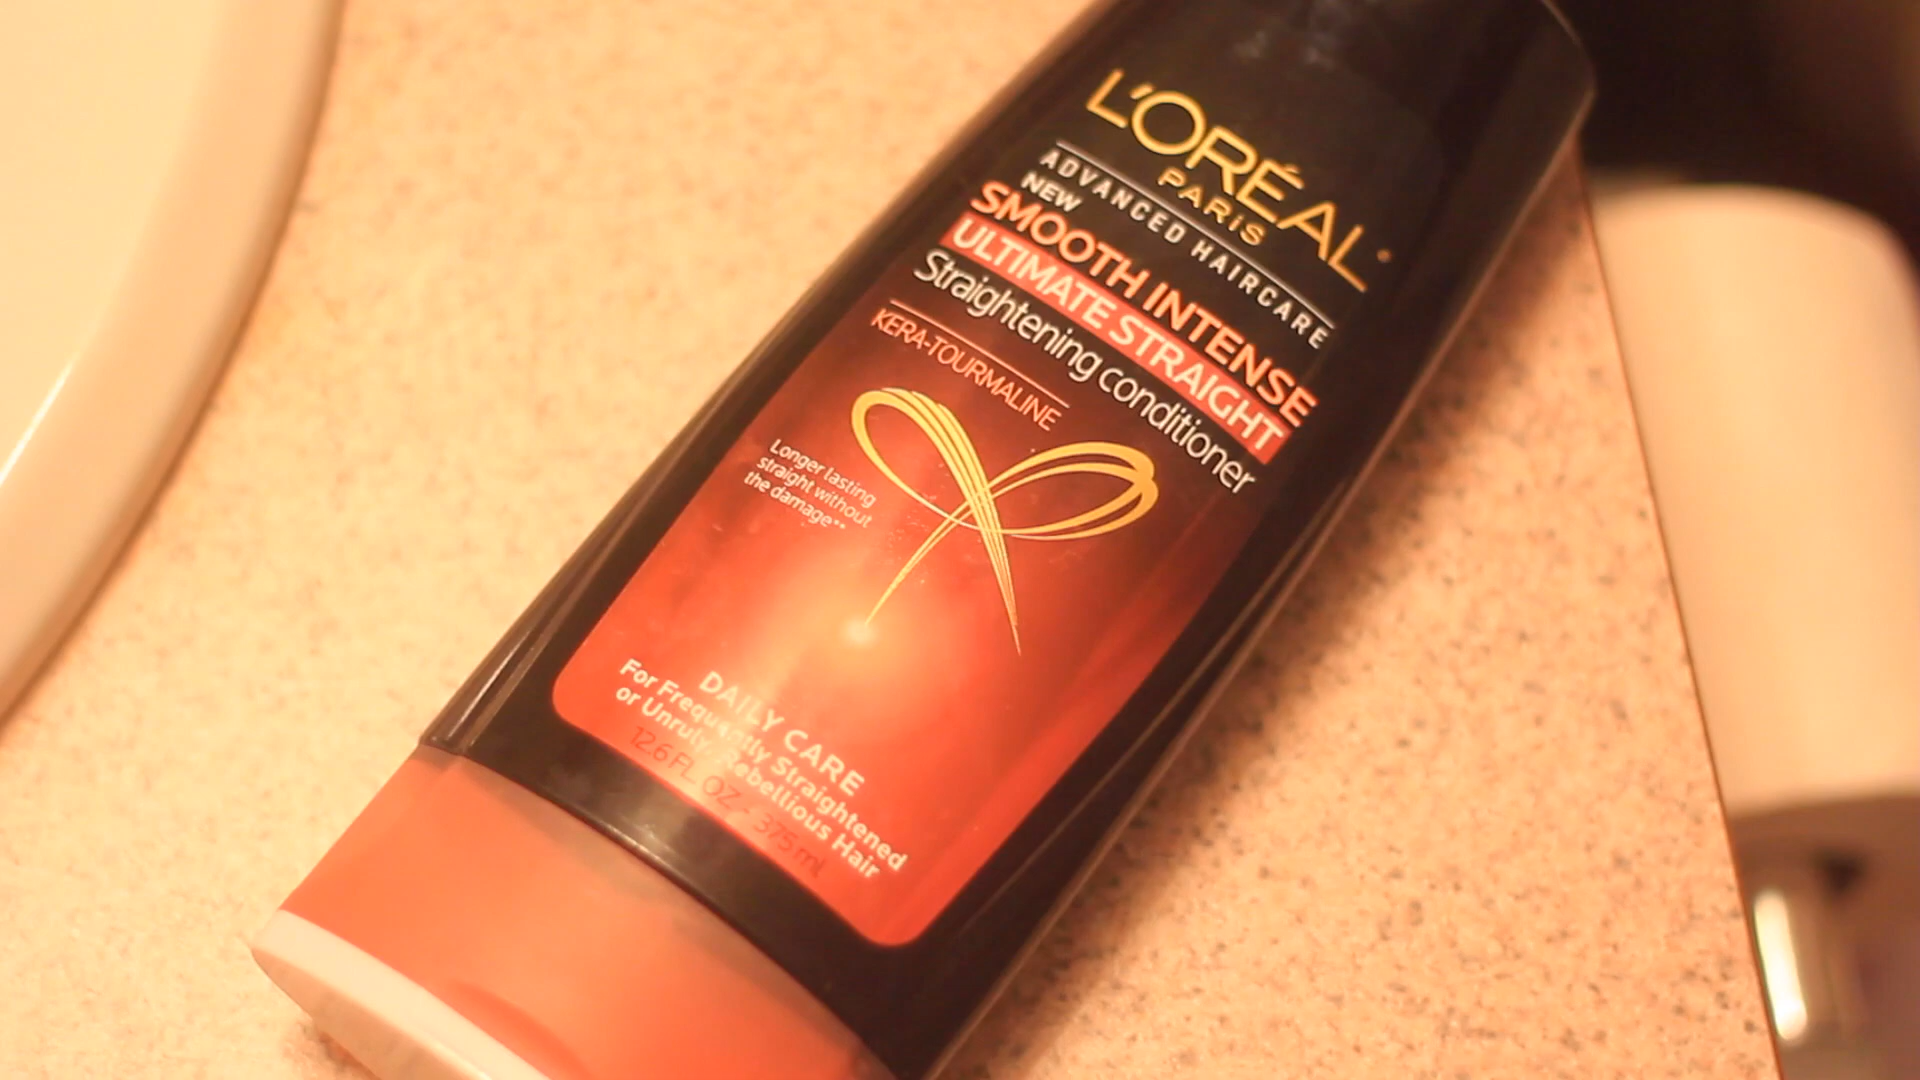 L'ORÉAL
PARiS
ADVANCED HAIRCARE
NEW
SMOOTH INTENSE
ULTIMATE STRAIGHT
Straightening conditioner
KERA-TOURMALINE
Longer lasting
straight without
the damage**
DAILY CARE
For Frequently Straightened
or Unruly, Rebellious Hair
12.6 FL OZ - 375 ml